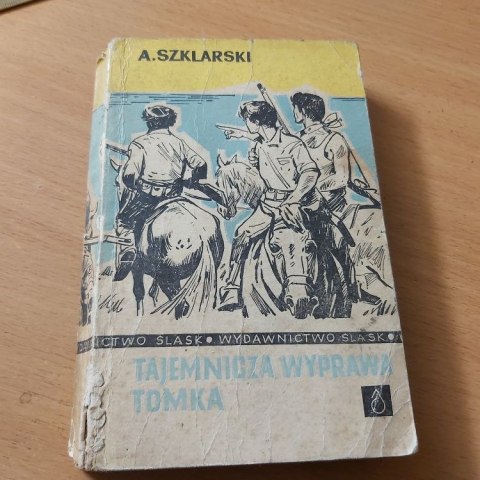 A. SZKLARSKI
CTWO ŚLĄSK • WYDAWNICTWO ŚLĄSK •
TAJEMNICZA WYPRAWA
TOMKA